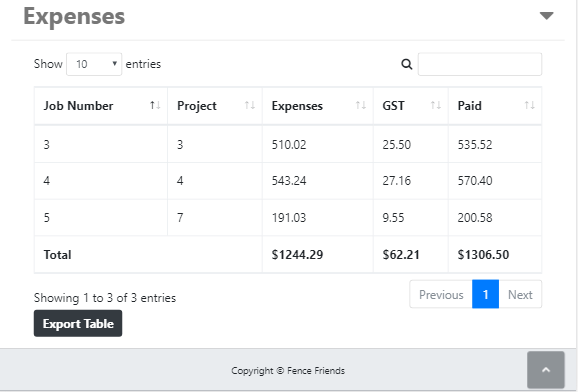 Expenses
Show 10 entries
Job Number Project Expenses GST Paid
3 3 510.02 25.50 535.52
4 4 543.24 27.16 570.40
5 7 191.03 9.55 200.58
Total $1244.29 $62.21 $1306.50
Showing 1 to 3 of 3 entries
Previous 1 Next
Export Table
Copyright © Fence Friends